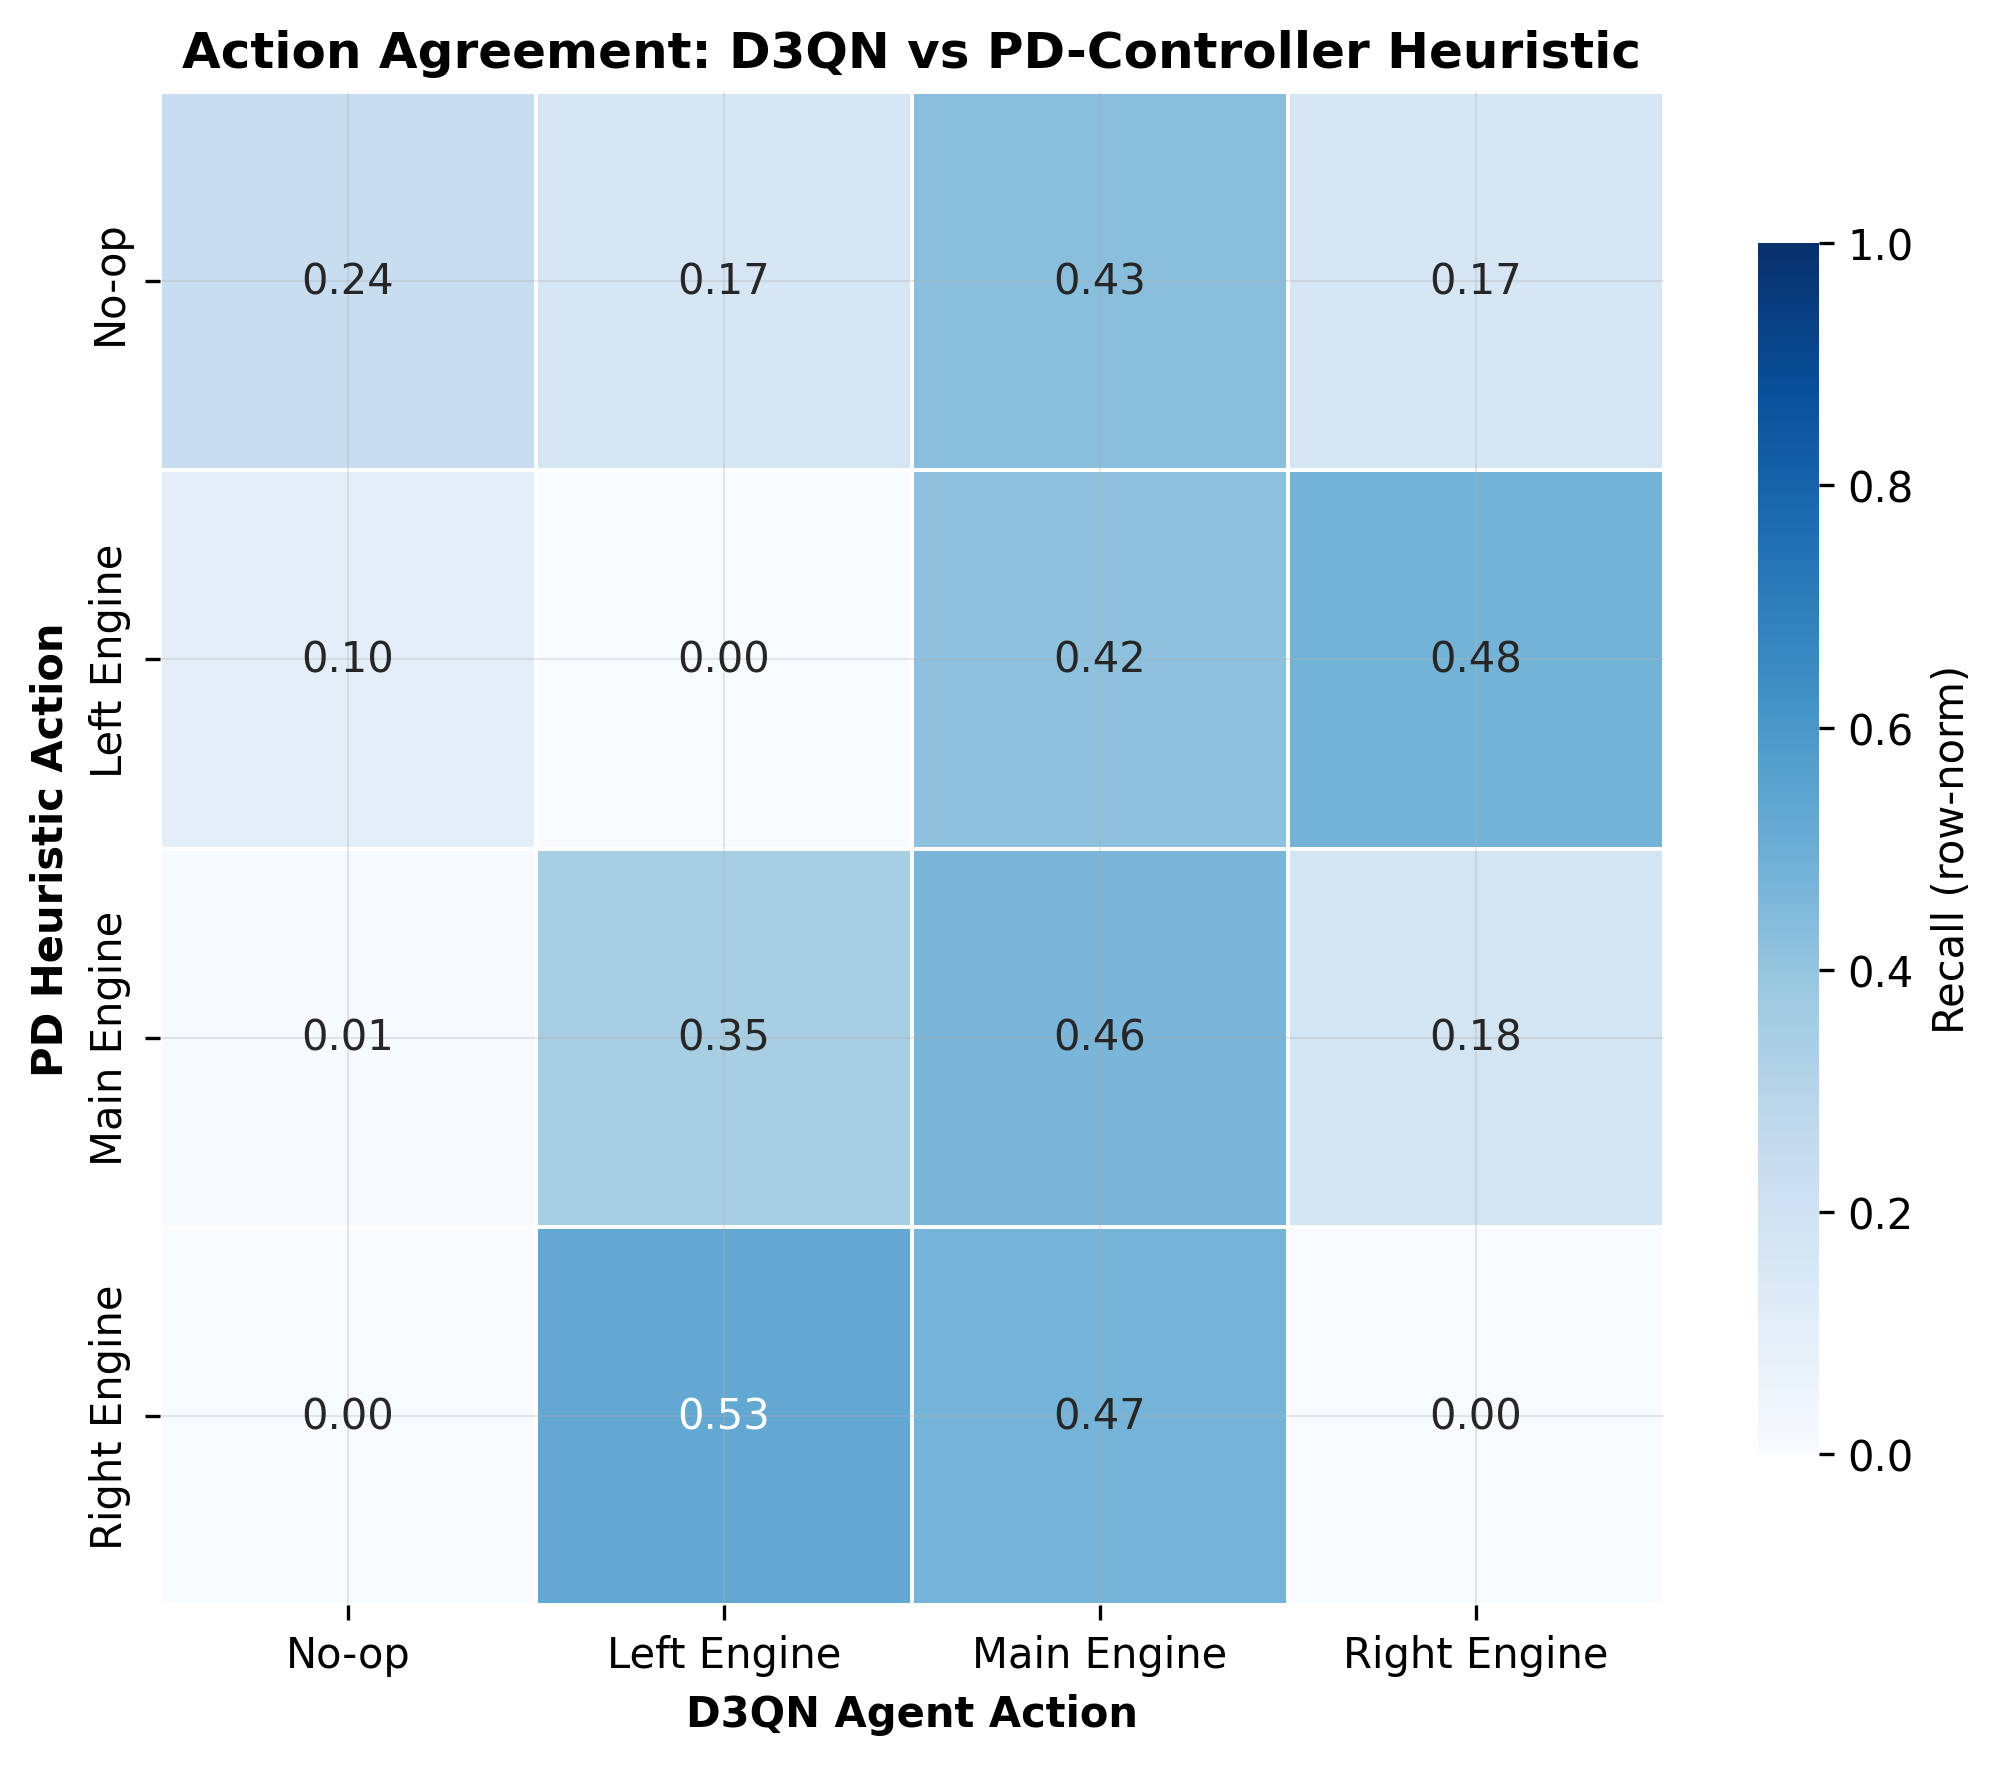 Action Agreement: D3QN vs PD-Controller Heuristic
PD Heuristic Action
No-op
0.24 0.17 0.43 0.17
Left Engine
0.10 0.00 0.42 0.48
Main Engine
0.01 0.35 0.46 0.18
Right Engine
0.00 0.53 0.47 0.00
No-op Left Engine Main Engine Right Engine
D3QN Agent Action
1.0
0.8
0.6
0.4
0.2
0.0
Recall (row-norm)